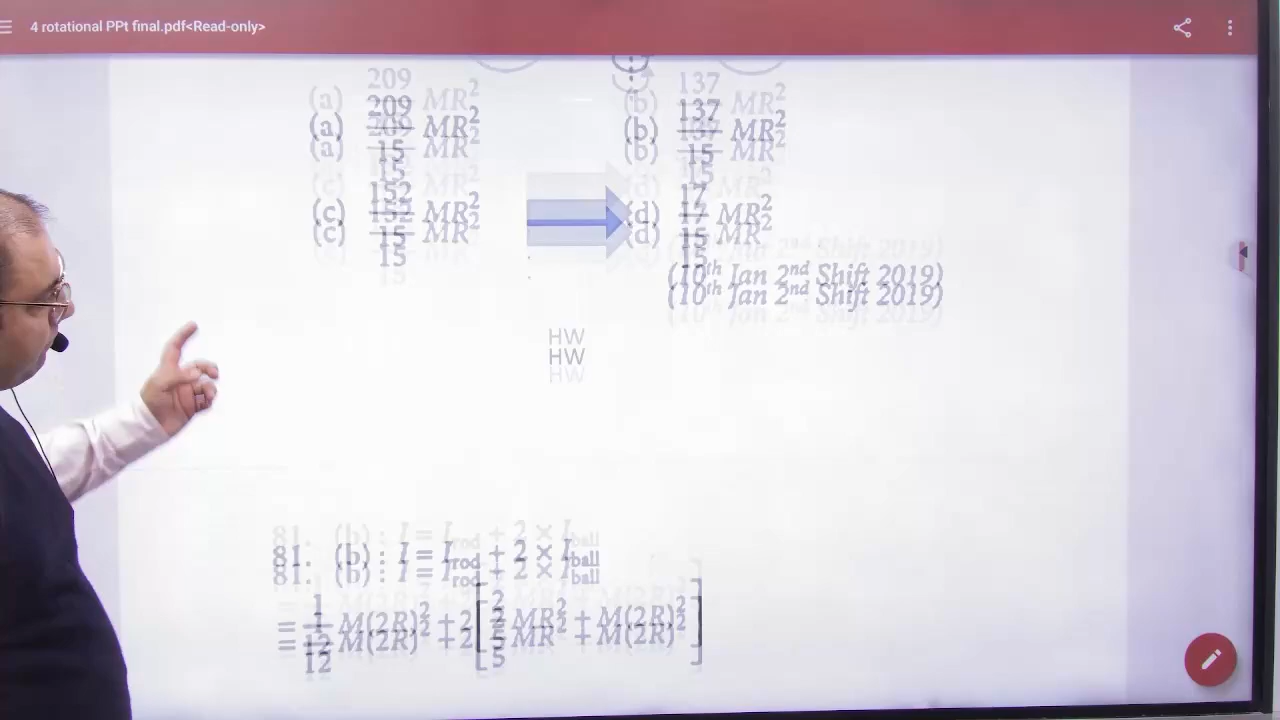 4 rotational PPt final.pdf<Read-only>
(a) 209/15 MR² (b) 137/15 MR²
(c) 152/15 MR² (d) 17/15 MR²
(10th Jan 2nd Shift 2019)
HW
81. (b) : I = I_rod + 2 × I_ball
= 1/12 M(2R)² + 2 [2/5 MR² + M(2R)²]